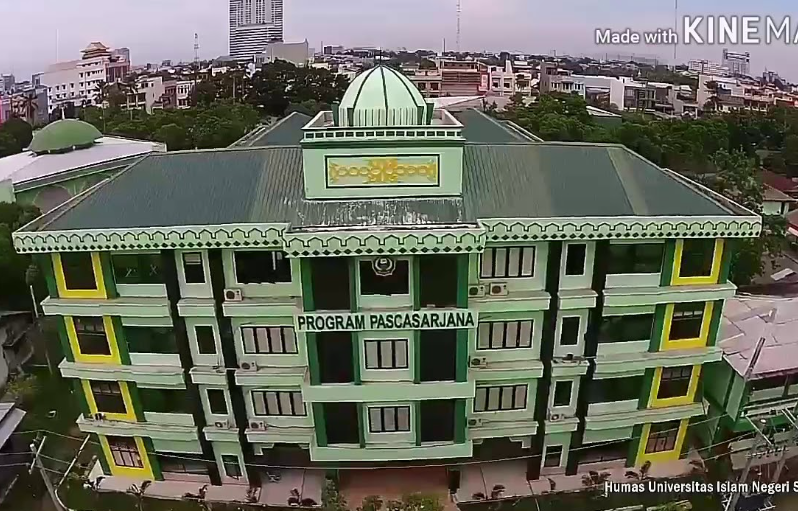 Made with KINEMA
PROGRAM PASCASARJANA
Humas Universitas Islam Negeri S